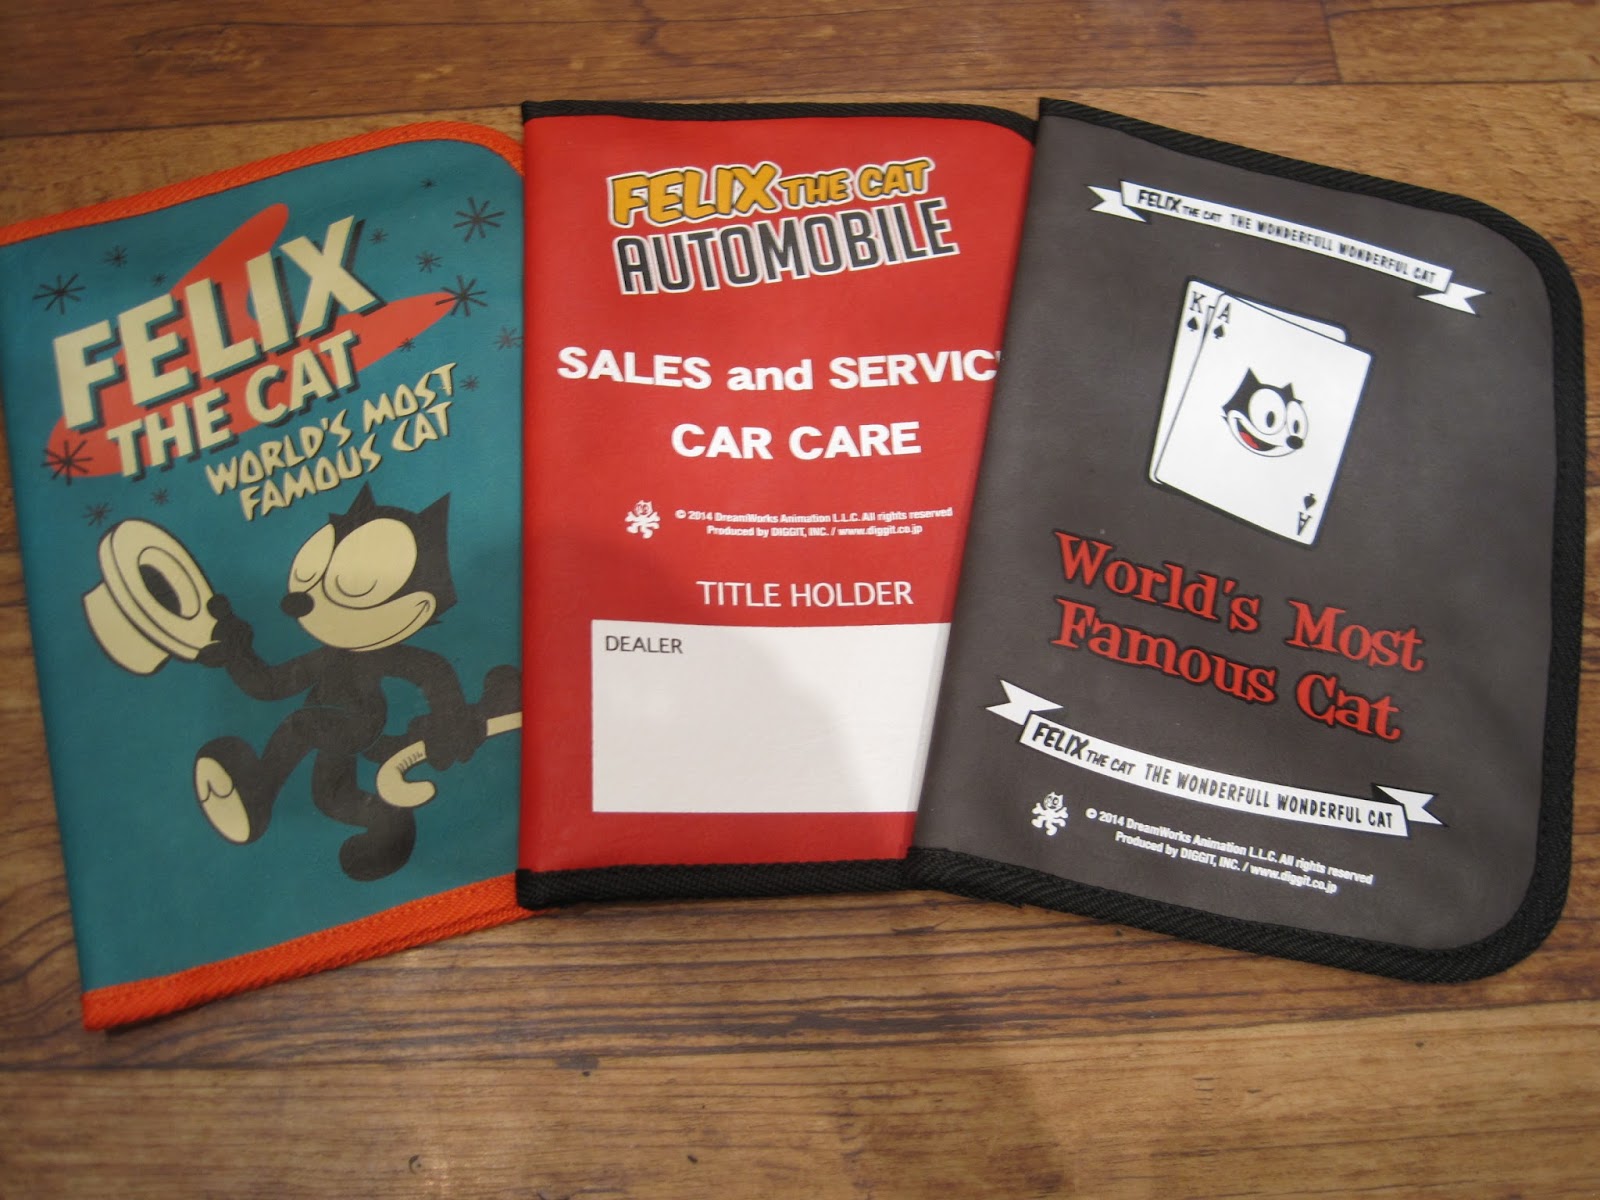 FELIX
THE CAT
WORLD'S MOST
FAMOUS CAT
FELIX THE CAT
AUTOMOBILE
SALES and SERVIC
CAR CARE
© 2014 DreamWorks Animation L.L.C. All rights reserved
Produced by DIGGIT, INC. / www.diggit.co.jp
TITLE HOLDER
DEALER
FELIX THE CAT THE WONDERFULL WONDERFUL CAT
K A
A
World's Most
Famous Cat
FELIX THE CAT THE WONDERFULL WONDERFUL CAT
© 2014 DreamWorks Animation L.L.C. All rights reserved
Produced by DIGGIT, INC. / www.diggit.co.jp